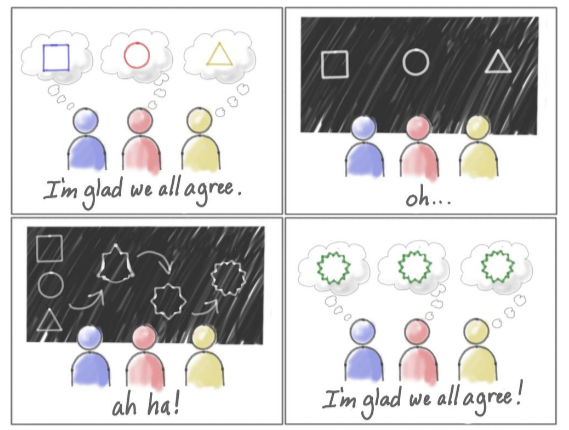 I'm glad we all agree.
oh...
ah ha!
I'm glad we all agree!